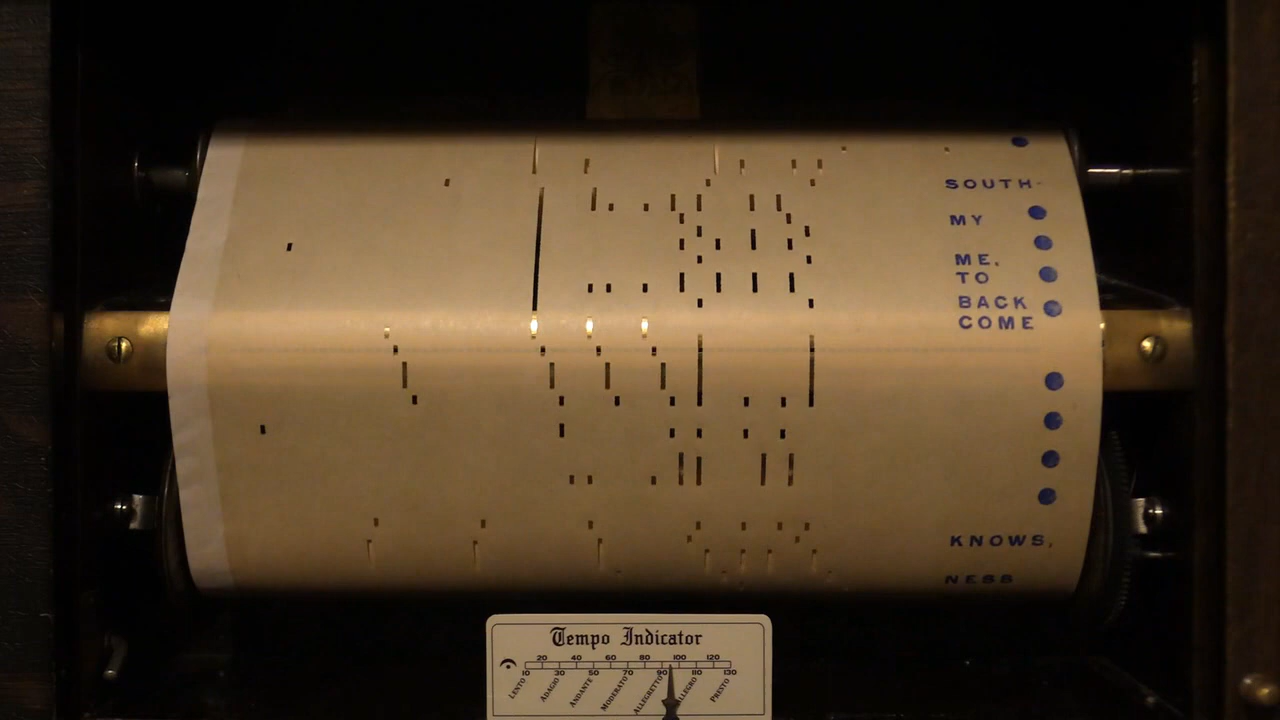 SOUTH-
MY
ME,
TO
BACK
COME
KNOWS,
NESS
Tempo Indicator
20 40 60 80 100 120
10 30 50 70 90 110 130
LENTO ADAGIO ANDANTE MODERATO ALLEGRETTO ALLEGRO PRESTO